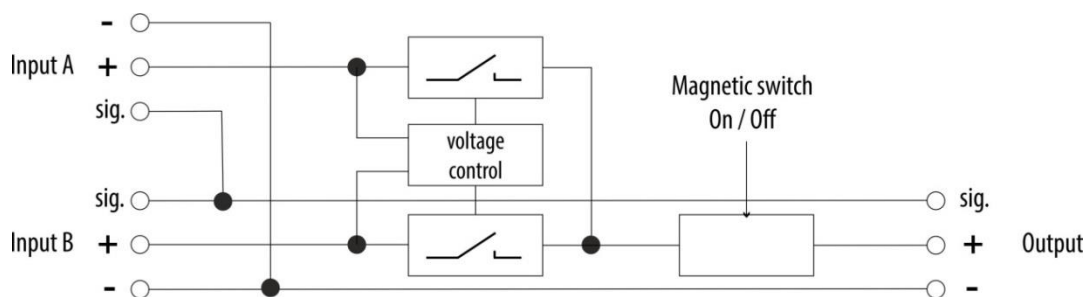 -
Input A +
sig.
Magnetic switch
On / Off
voltage
control
sig. sig.
Input B + + Output
- -